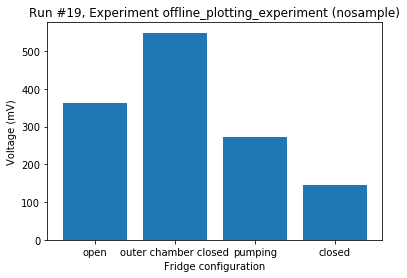 Run #19, Experiment offline_plotting_experiment (nosample)
500
400
300
200
100
0
Voltage (mV)
open outer chamber closed pumping closed
Fridge configuration